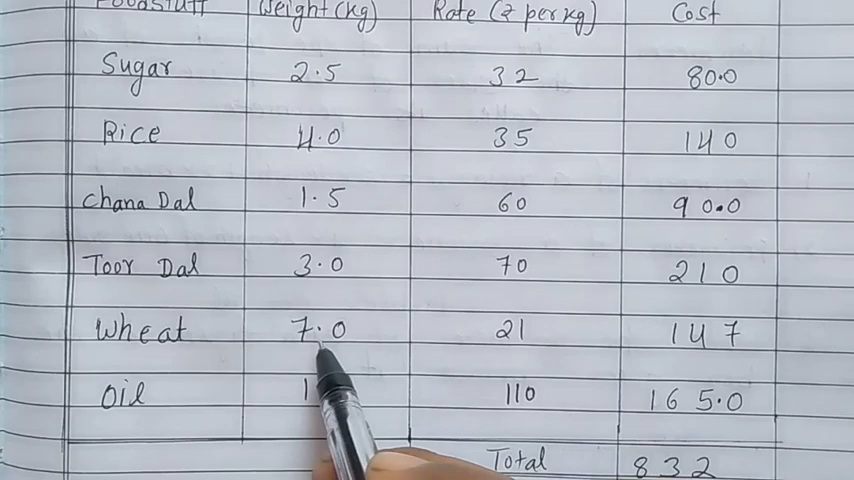 Foodstuff Weight (kg) Rate (₹ per kg) Cost
Sugar 2.5 32 80.0
Rice 4.0 35 140
Chana Dal 1.5 60 90.0
Toor Dal 3.0 70 210
Wheat 7.0 21 147
Oil 1 110 165.0
Total 832